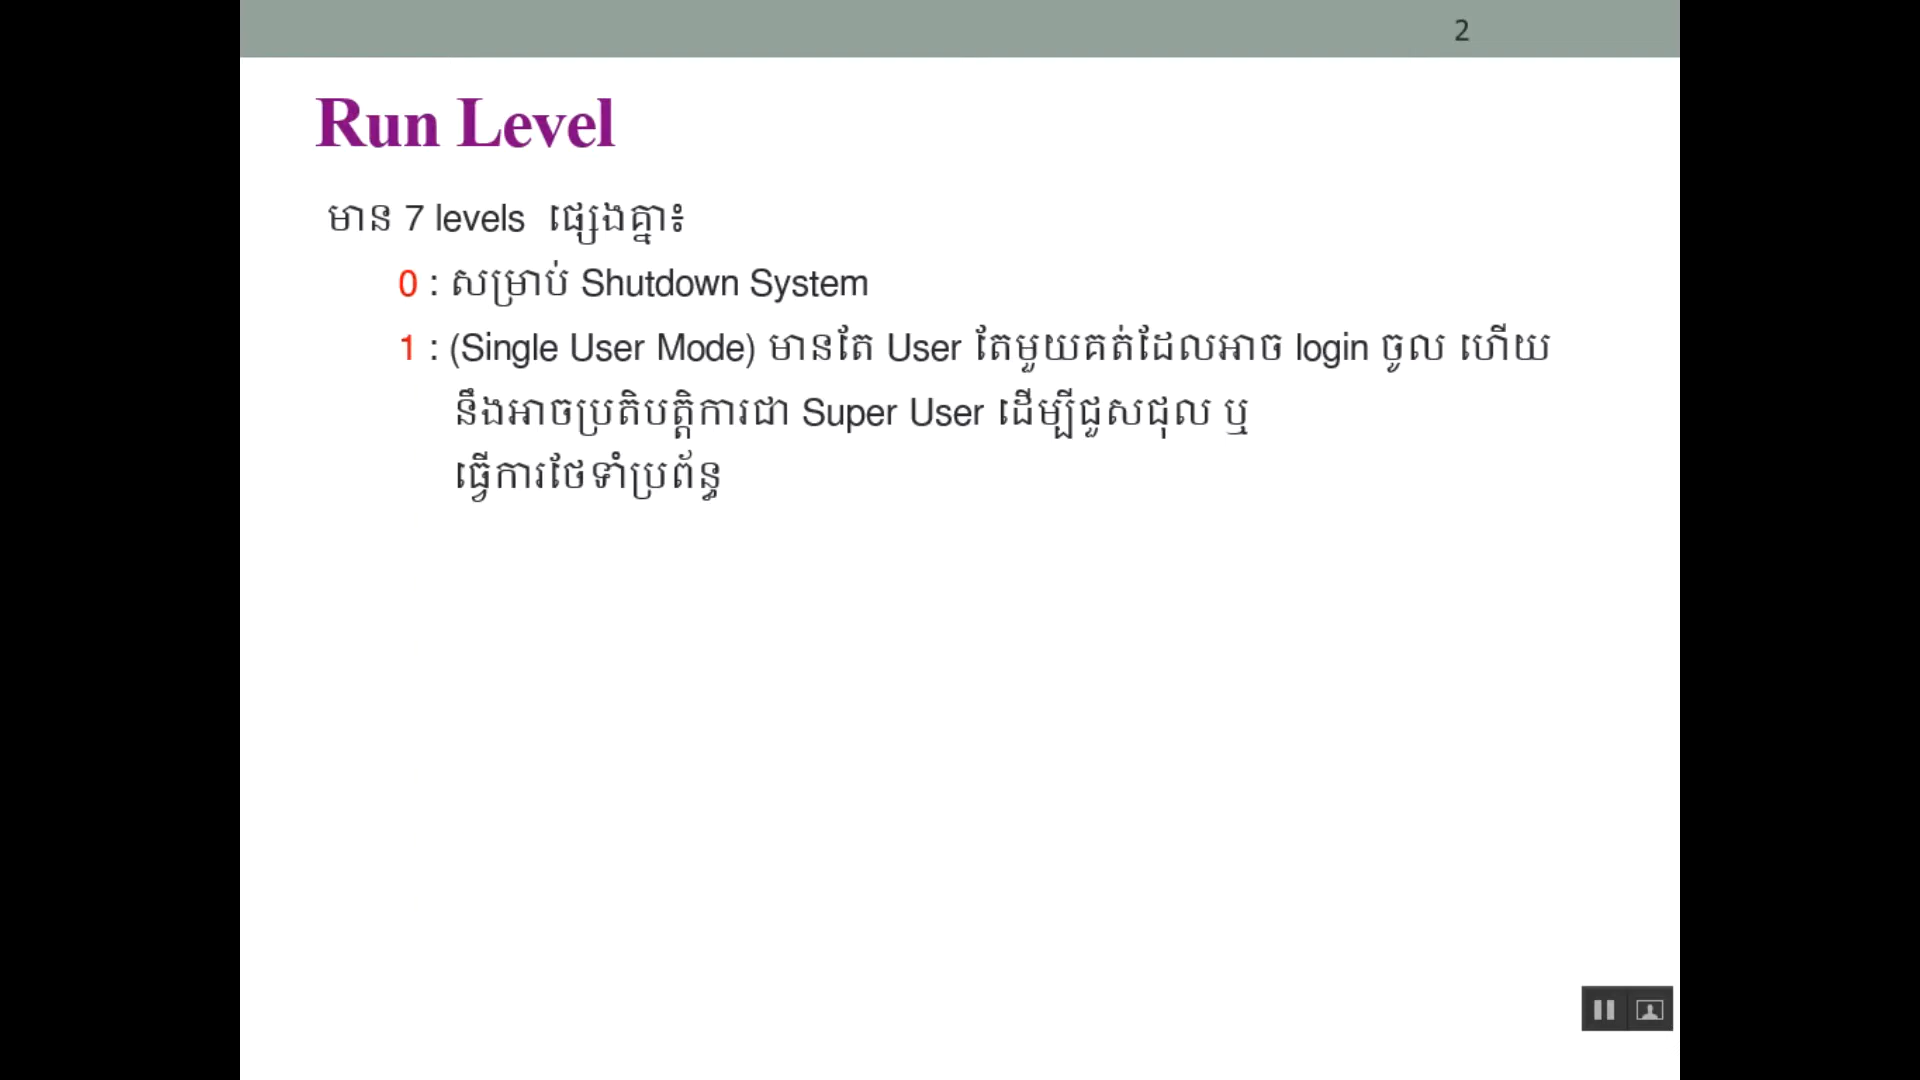 2
Run Level
មាន 7 levels ផ្សេងគ្នា៖
0 : សម្រាប់ Shutdown System
1 : (Single User Mode) មានតែ User តែមួយគត់ដែលអាច login ចូល ហើយ
នឹងអាចប្រតិបត្តិការជា Super User ដើម្បីជួសជុល ឬ
ធ្វើការថែទាំប្រព័ន្ធ